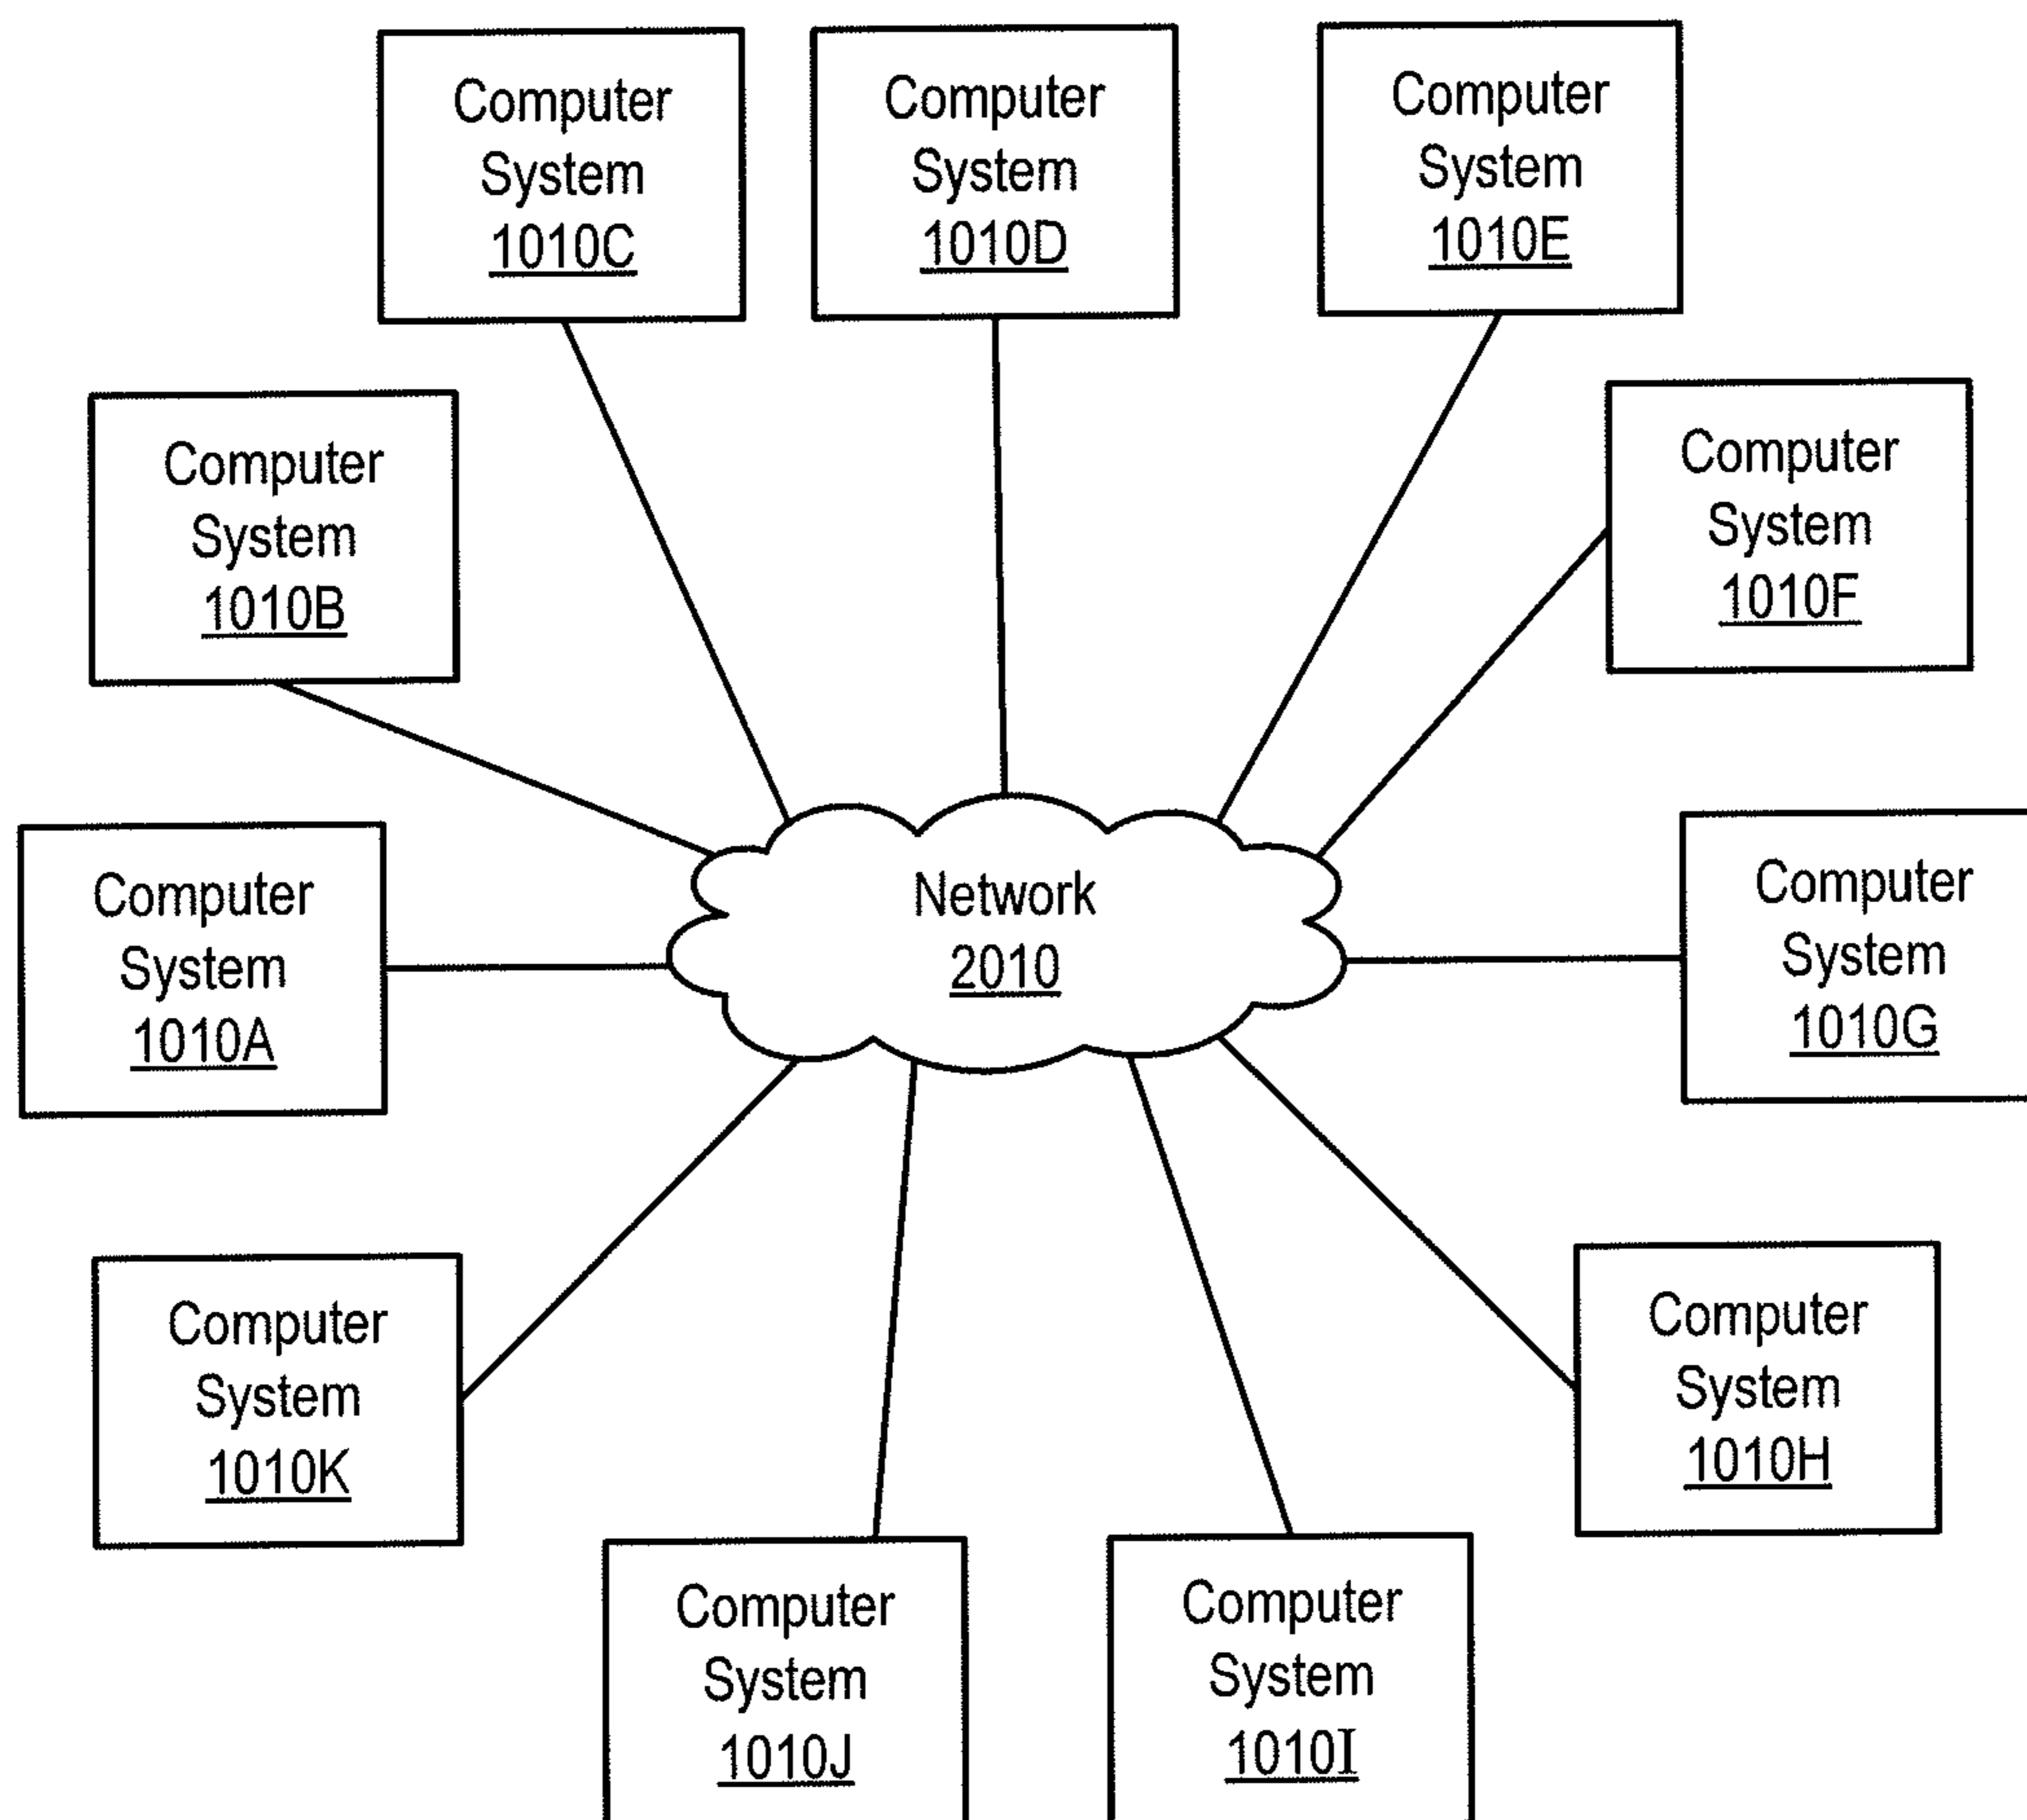 Computer
System
1010C
Computer
System
1010D
Computer
System
1010E
Computer
System
1010B
Computer
System
1010F
Computer
System
1010A
Network
2010
Computer
System
1010G
Computer
System
1010K
Computer
System
1010H
Computer
System
1010J
Computer
System
1010I